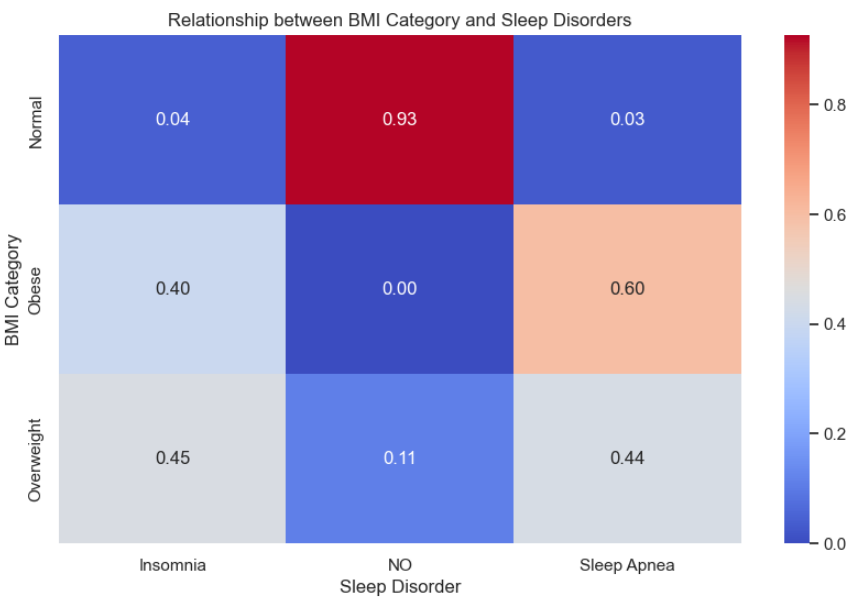 Relationship between BMI Category and Sleep Disorders
BMI Category
Normal
0.04 0.93 0.03
Obese
0.40 0.00 0.60
Overweight
0.45 0.11 0.44
Insomnia NO Sleep Apnea
Sleep Disorder
0.8
0.6
0.4
0.2
0.0